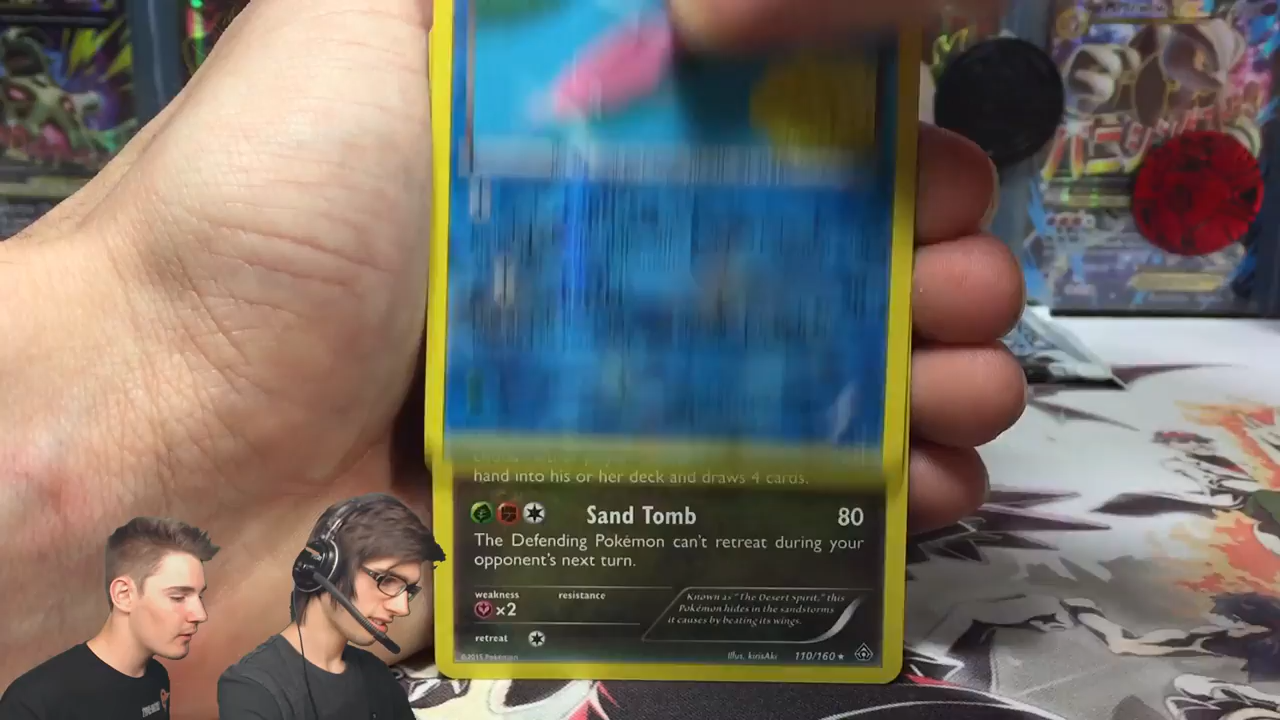 hand into his or her deck and draws 4 cards.
Sand Tomb 80
The Defending Pokémon can't retreat during your
opponent's next turn.
weakness resistance
×2
Known as "The Desert Spirit," this
Pokémon hides in the sandstorms
it causes by beating its wings.
retreat
©2015 Pokémon
Illus. kirisAki 110/160 ★